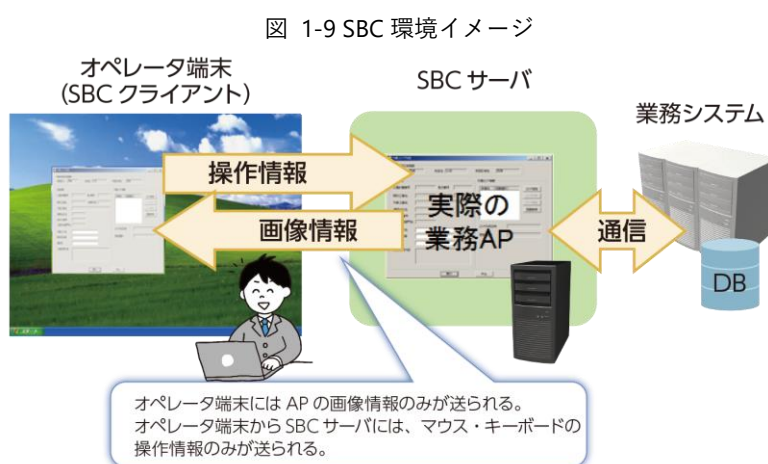 図 1-9 SBC 環境イメージ
オペレータ端末
(SBC クライアント)
SBC サーバ
業務システム
操作情報
画像情報
実際の
業務AP
通信
DB
オペレータ端末には AP の画像情報のみが送られる。
オペレータ端末から SBC サーバには、マウス・キーボードの
操作情報のみが送られる。